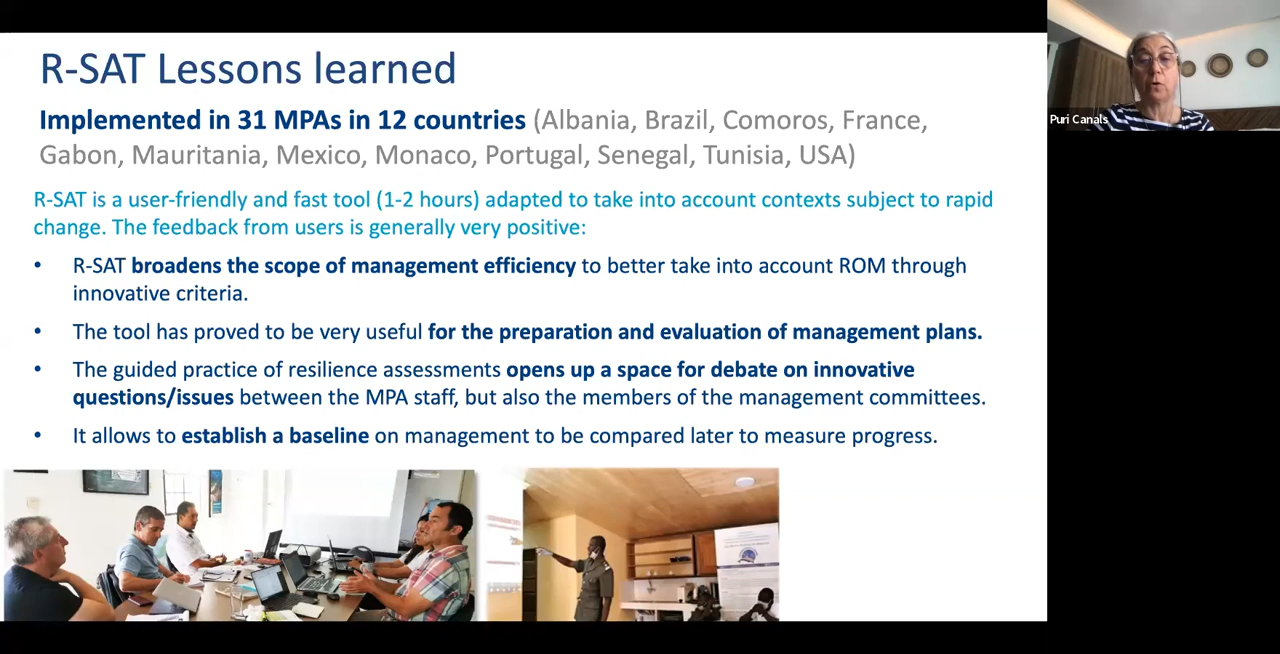 R-SAT Lessons learned
Implemented in 31 MPAs in 12 countries (Albania, Brazil, Comoros, France,
Gabon, Mauritania, Mexico, Monaco, Portugal, Senegal, Tunisia, USA)
R-SAT is a user-friendly and fast tool (1-2 hours) adapted to take into account contexts subject to rapid
change. The feedback from users is generally very positive:
• R-SAT broadens the scope of management efficiency to better take into account ROM through
innovative criteria.
• The tool has proved to be very useful for the preparation and evaluation of management plans.
• The guided practice of resilience assessments opens up a space for debate on innovative
questions/issues between the MPA staff, but also the members of the management committees.
• It allows to establish a baseline on management to be compared later to measure progress.
Puri Canals